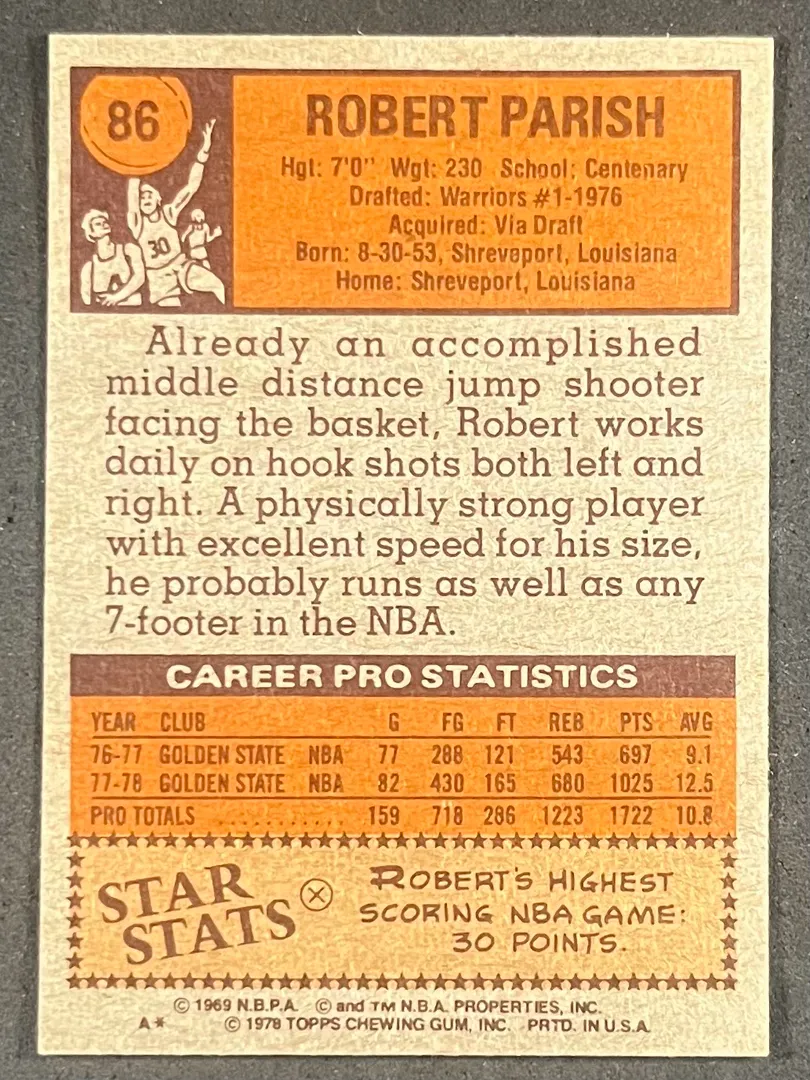 86
ROBERT PARISH
Hgt: 7'0" Wgt: 230 School: Centenary
Drafted: Warriors #1-1976
Acquired: Via Draft
Born: 8-30-53, Shreveport, Louisiana
Home: Shreveport, Louisiana
30
Already an accomplished
middle distance jump shooter
facing the basket, Robert works
daily on hook shots both left and
right. A physically strong player
with excellent speed for his size,
he probably runs as well as any
7-footer in the NBA.
CAREER PRO STATISTICS
YEAR CLUB G FG FT REB PTS AVG
76-77 GOLDEN STATE NBA 77 288 121 543 697 9.1
77-78 GOLDEN STATE NBA 82 430 165 680 1025 12.5
PRO TOTALS ........... 159 718 286 1223 1722 10.8
STAR
STATS
ROBERT'S HIGHEST
SCORING NBA GAME:
30 POINTS.
© 1969 N.B.P.A. © and TM N.B.A. PROPERTIES, INC.
A* © 1978 TOPPS CHEWING GUM, INC. PRTD. IN U.S.A.